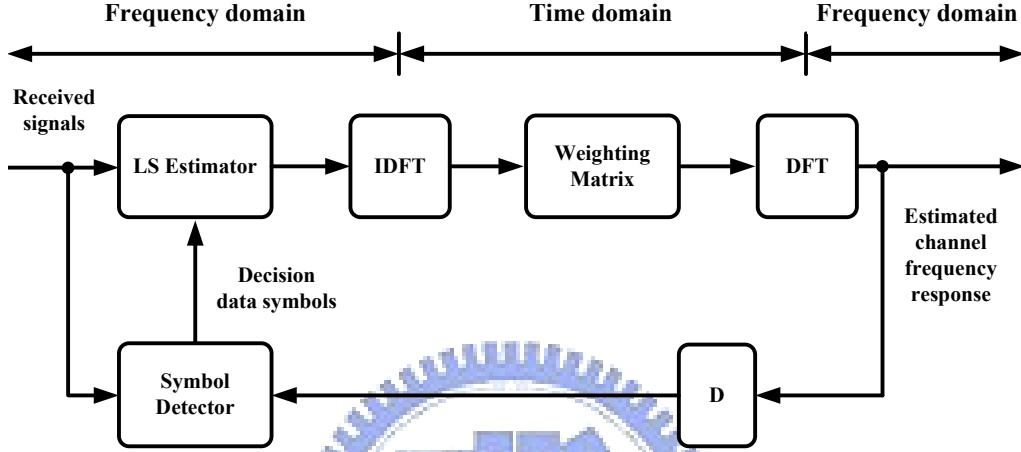 Frequency domain
Time domain
Frequency domain
Received
signals
LS Estimator
IDFT
Weighting
Matrix
DFT
Estimated
channel
frequency
response
Decision
data symbols
Symbol
Detector
D